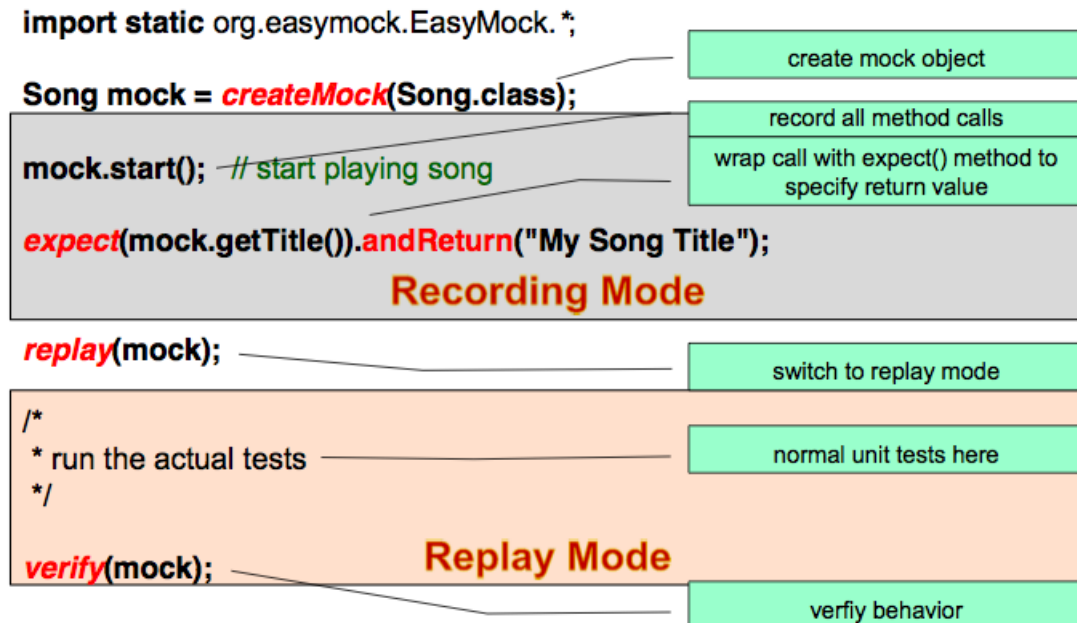 import static org.easymock.EasyMock.*;
create mock object
Song mock = createMock(Song.class);
record all method calls
mock.start(); // start playing song
wrap call with expect() method to
specify return value
expect(mock.getTitle()).andReturn("My Song Title");
Recording Mode
replay(mock);
switch to replay mode
/*
* run the actual tests
normal unit tests here
*/
Replay Mode
verify(mock);
verfiy behavior